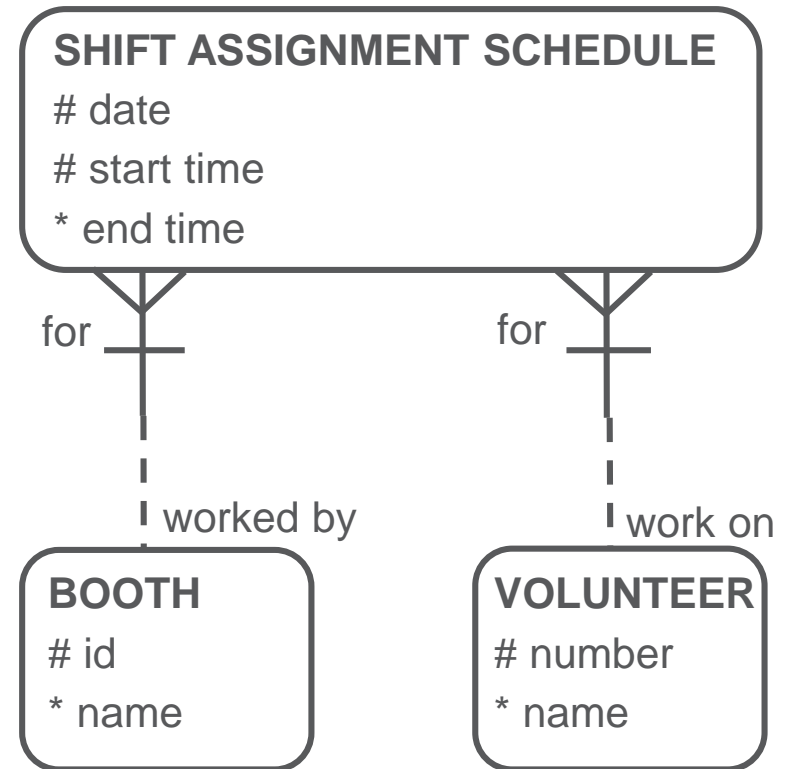 SHIFT ASSIGNMENT SCHEDULE
# date
# start time
* end time
for
for
worked by
work on
BOOTH
# id
* name
VOLUNTEER
# number
* name